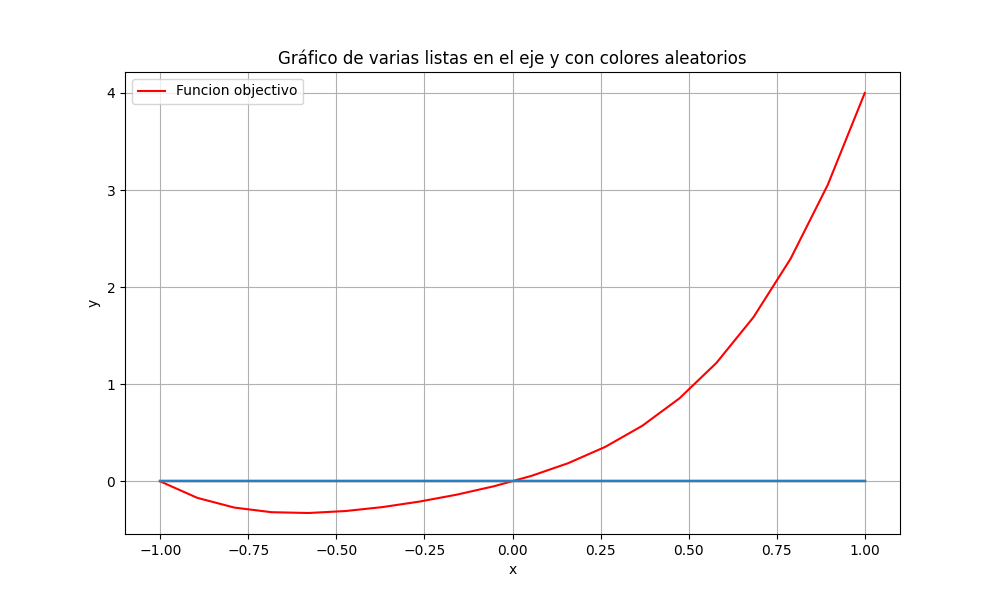 Gráfico de varias listas en el eje y con colores aleatorios
Funcion objectivo
4
3
2
1
0
y
−1.00 −0.75 −0.50 −0.25 0.00 0.25 0.50 0.75 1.00
x